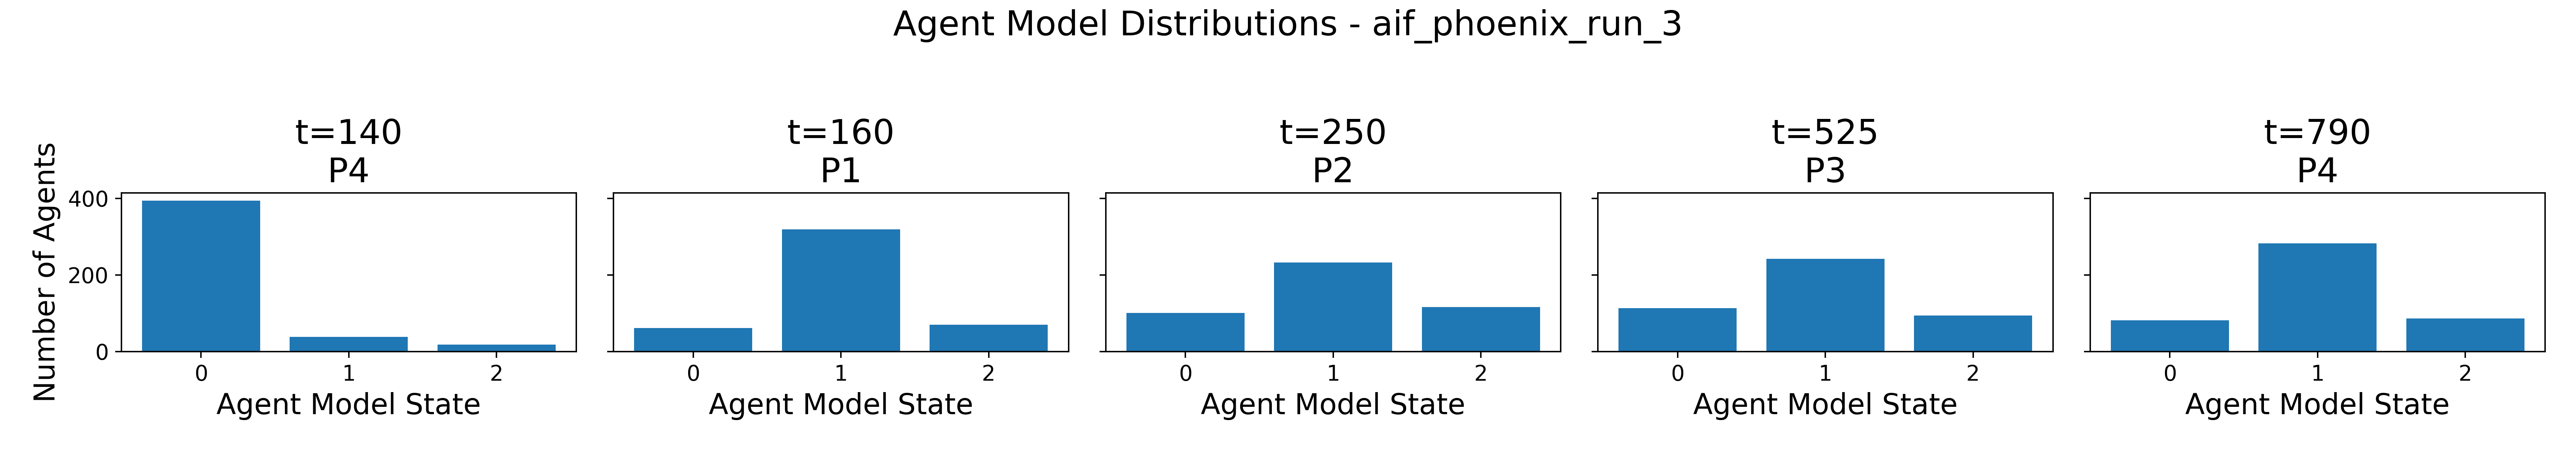 Agent Model Distributions - aif_phoenix_run_3
t=140
P4
t=160
P1
t=250
P2
t=525
P3
t=790
P4
Number of Agents
400
200
0
0 1 2
0 1 2
0 1 2
0 1 2
0 1 2
Agent Model State
Agent Model State
Agent Model State
Agent Model State
Agent Model State